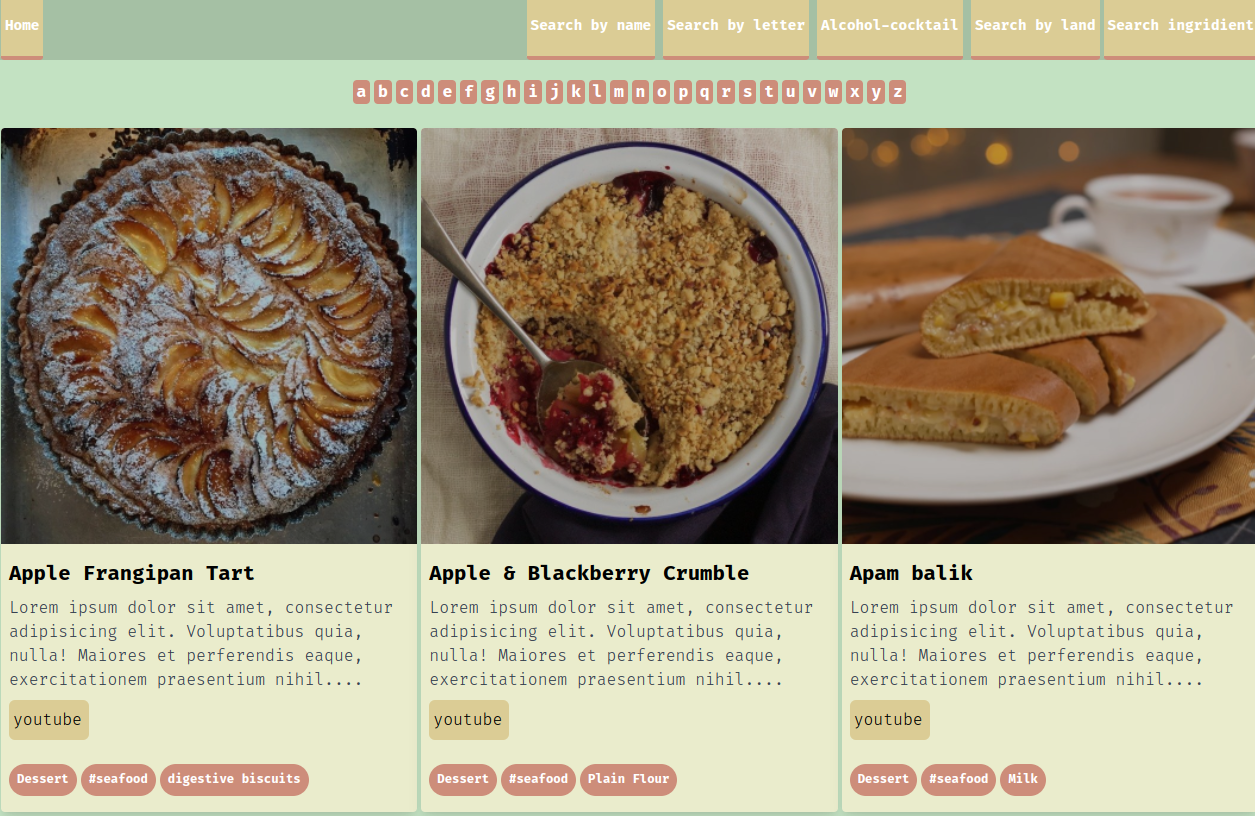 Home Search by name Search by letter Alcohol-cocktail Search by land Search ingridient
a b c d e f g h i j k l m n o p q r s t u v w x y z
Apple Frangipan Tart
Lorem ipsum dolor sit amet, consectetur
adipisicing elit. Voluptatibus quia,
nulla! Maiores et perferendis eaque,
exercitationem praesentium nihil....
youtube
Dessert #seafood digestive biscuits
Apple & Blackberry Crumble
Lorem ipsum dolor sit amet, consectetur
adipisicing elit. Voluptatibus quia,
nulla! Maiores et perferendis eaque,
exercitationem praesentium nihil....
youtube
Dessert #seafood Plain Flour
Apam balik
Lorem ipsum dolor sit amet, consectetur
adipisicing elit. Voluptatibus quia,
nulla! Maiores et perferendis eaque,
exercitationem praesentium nihil....
youtube
Dessert #seafood Milk